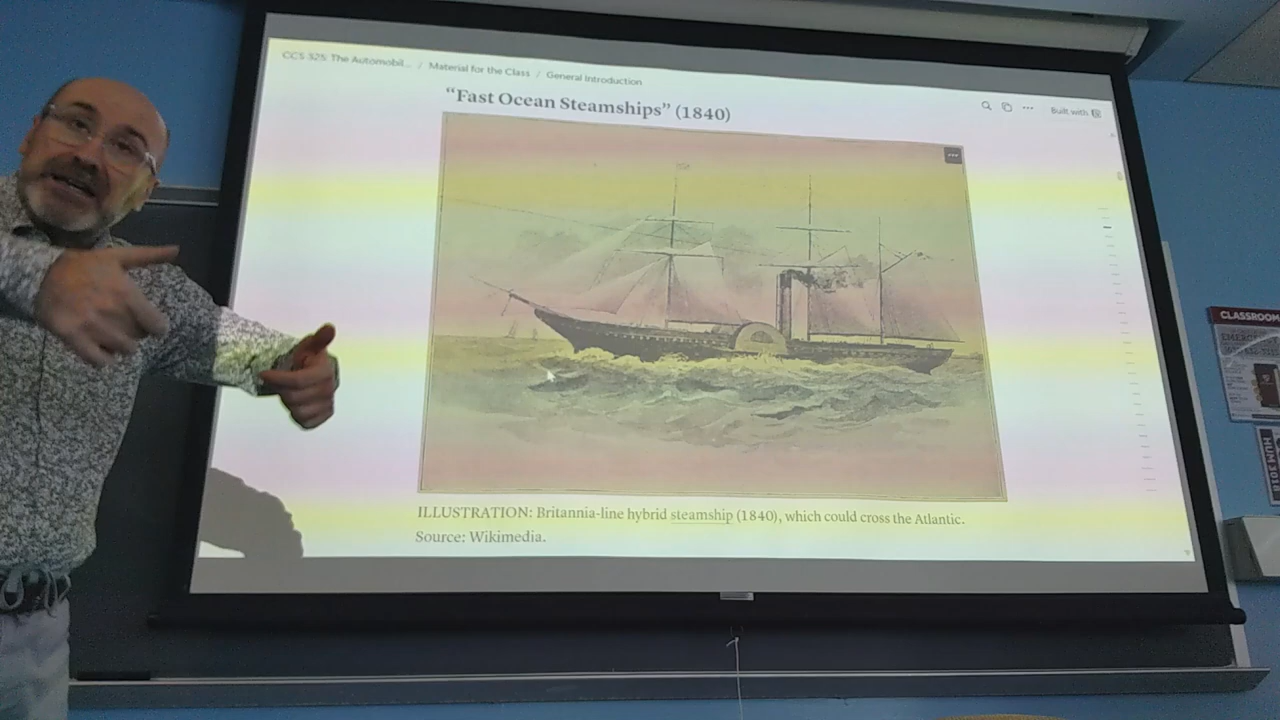 CCS 325: The Automobil... / Material for the Class / General Introduction
Built with
“Fast Ocean Steamships” (1840)
ILLUSTRATION: Britannia-line hybrid steamship (1840), which could cross the Atlantic.
Source: Wikimedia.
CLASSROOM